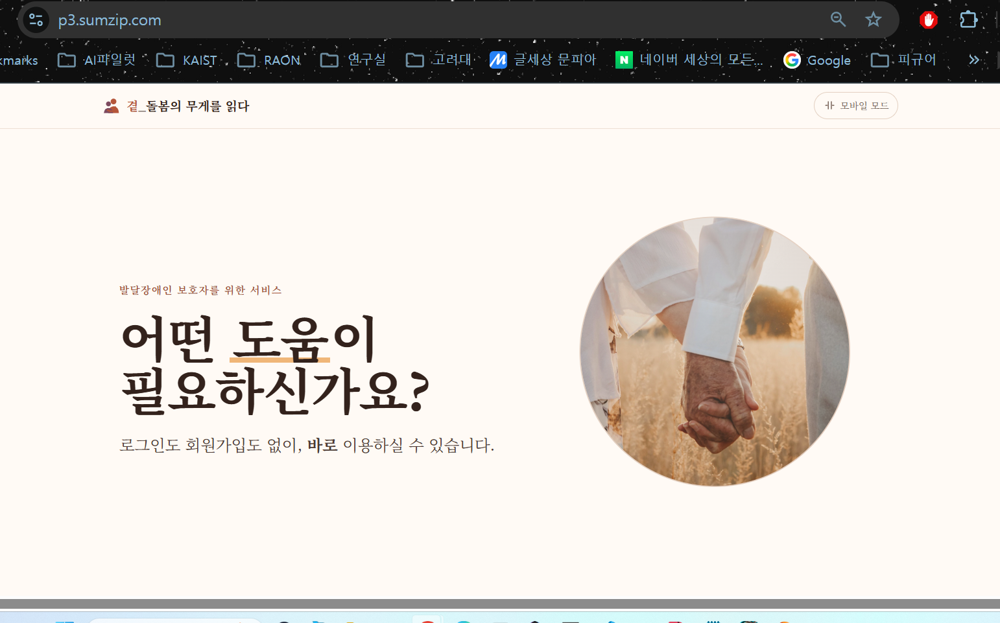 p3.sumzip.com
kmarks AI파일럿 KAIST RAON 연구실 고려대 글세상 문피아 네이버 세상의 모든... Google 피규어
곁_돌봄의 무게를 읽다
모바일 모드
발달장애인 보호자를 위한 서비스
어떤 도움이
필요하신가요?
로그인도 회원가입도 없이, 바로 이용하실 수 있습니다.